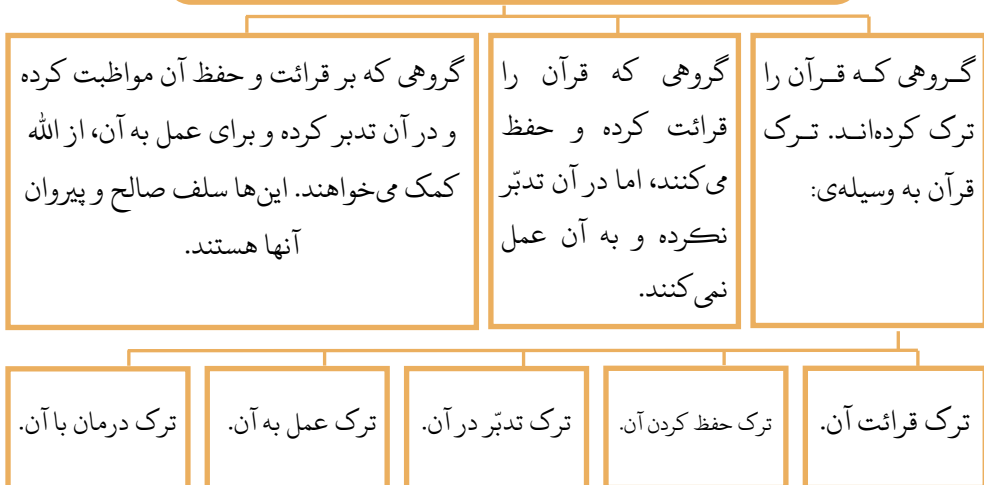 گروهی که قرآن را
ترک کرده‌اند. ترک
قرآن به وسیله‌ی:
گروهی که قرآن را
قرائت کرده و حفظ
می‌کنند، اما در آن تدبّر
نکرده و به آن عمل
نمی‌کنند.
گروهی که بر قرائت و حفظ آن مواظبت کرده
و در آن تدبر کرده و برای عمل به آن، از الله
کمک می‌خواهند. این‌ها سلف صالح و پیروان
آنها هستند.
ترک قرائت آن.
ترک حفظ کردن آن.
ترک تدبّر در آن.
ترک عمل به آن.
ترک درمان با آن.